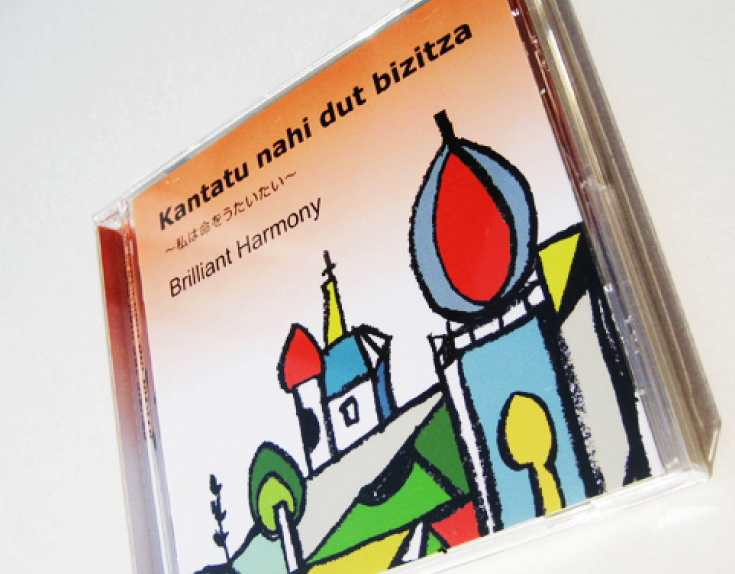 Kantatu nahi dut bizitza
～私は命をうたいたい～
Brilliant Harmony